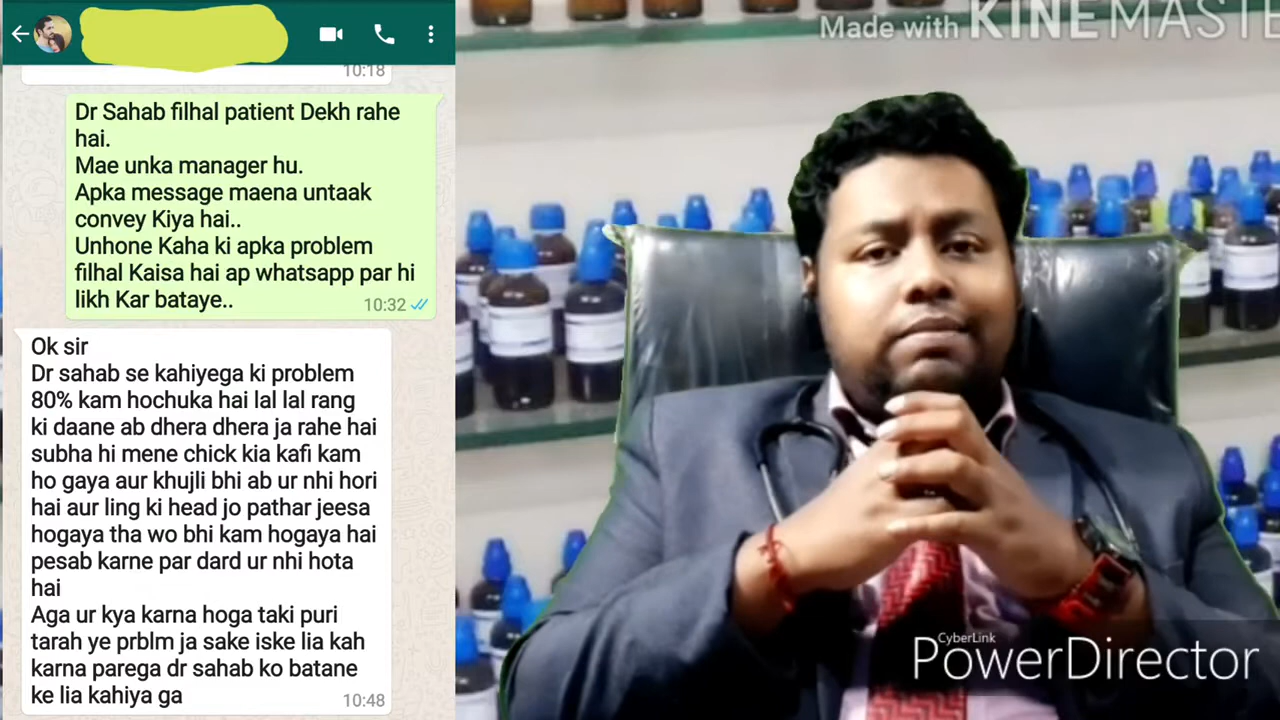 10:18
Dr Sahab filhal patient Dekh rahe
hai.
Mae unka manager hu.
Apka message maena untaak
convey Kiya hai..
Unhone Kaha ki apka problem
filhal Kaisa hai ap whatsapp par hi
likh Kar bataye..
10:32
Ok sir
Dr sahab se kahiyega ki problem
80% kam hochuka hai lal lal rang
ki daane ab dhera dhera ja rahe hai
subha hi mene chick kia kafi kam
ho gaya aur khujli bhi ab ur nhi hori
hai aur ling ki head jo pathar jeesa
hogaya tha wo bhi kam hogaya hai
pesab karne par dard ur nhi hota
hai
Aga ur kya karna hoga taki puri
tarah ye prblm ja sake iske lia kah
karna parega dr sahab ko batane
ke lia kahiya ga
10:48
Made with KINEMASTE
CyberLink
PowerDirector